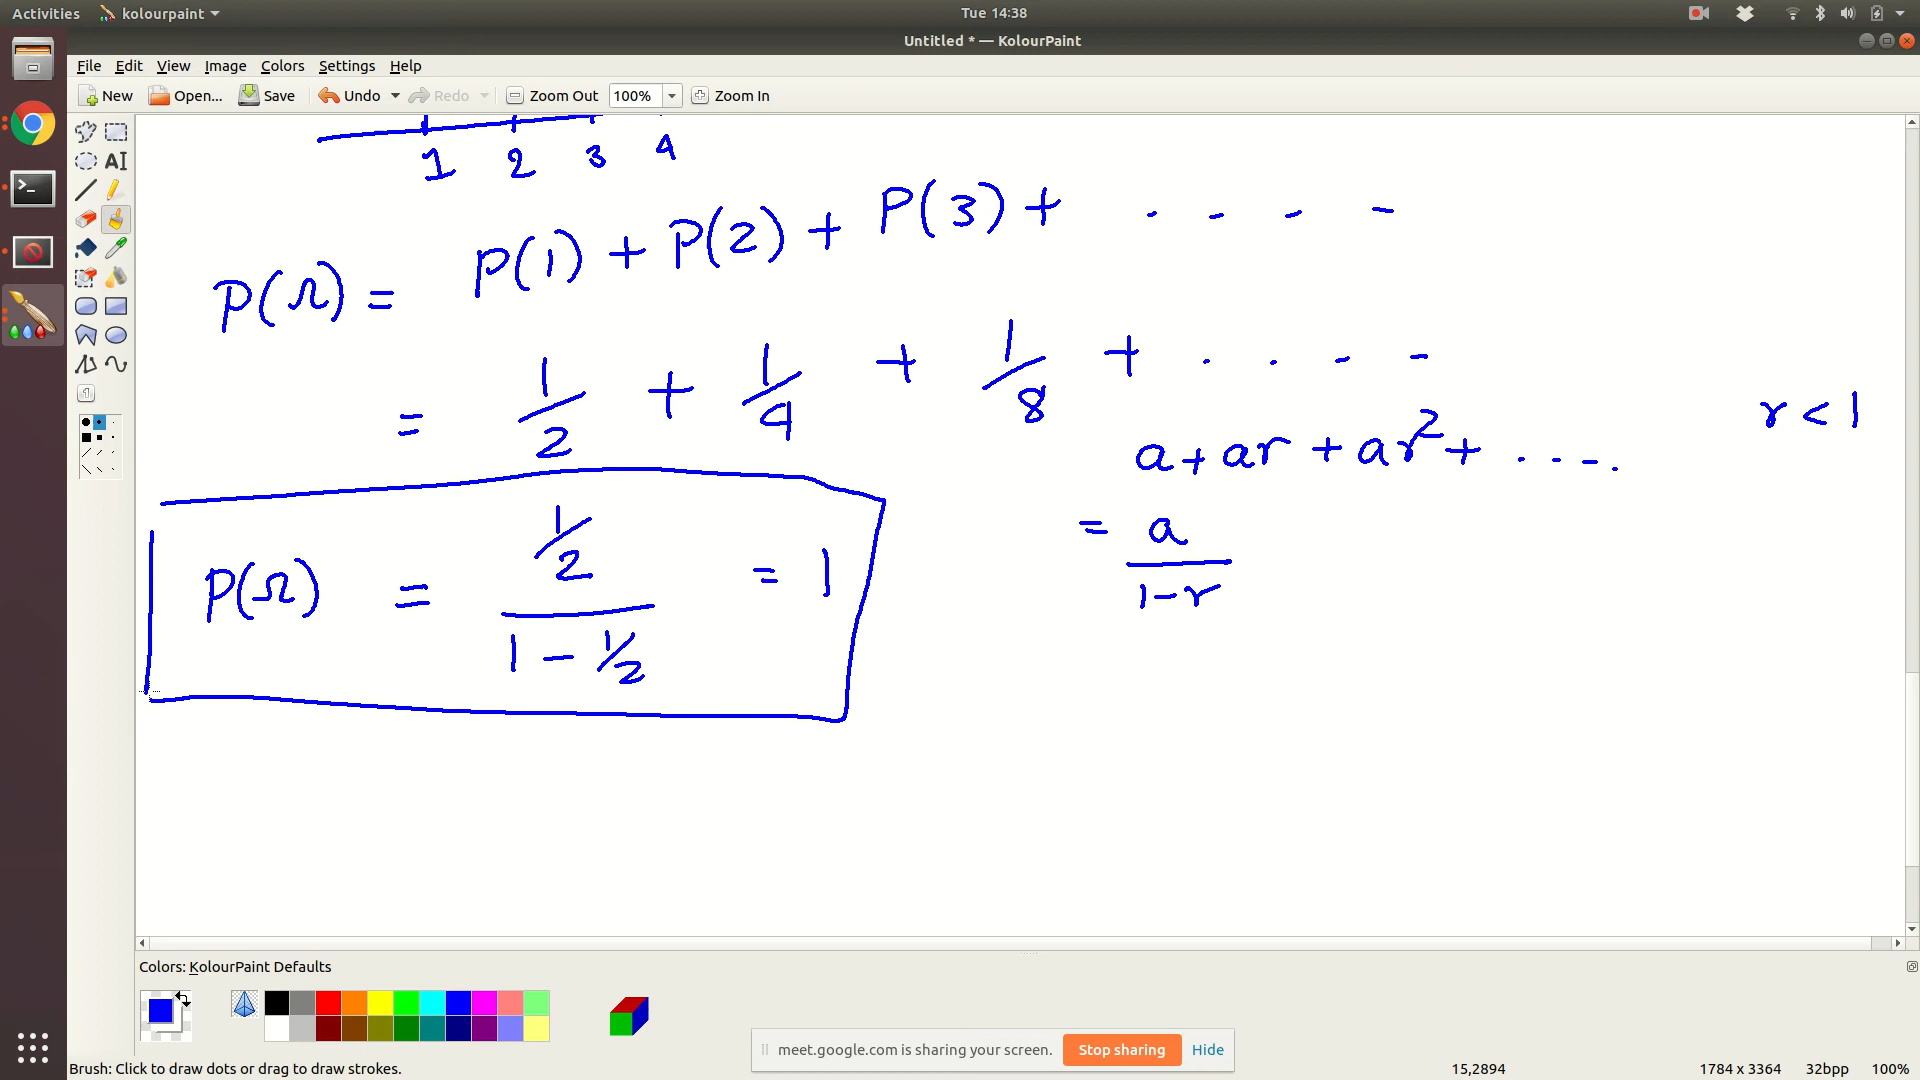 Activities kolourpaint Tue 14:38
Untitled * — KolourPaint
File Edit View Image Colors Settings Help
New Open... Save Undo Redo Zoom Out 100% Zoom In
1 2 3 4
P(Ω) = P(1) + P(2) + P(3) + . - - -
= 1/2 + 1/4 + 1/8 + . . - -
r < 1
a + ar + ar² + . - - .
= a / 1-r
P(Ω) = 1/2 / 1 - 1/2 = 1
Colors: KolourPaint Defaults
meet.google.com is sharing your screen. Stop sharing Hide
Brush: Click to draw dots or drag to draw strokes. 15,2894 1784 x 3364 32bpp 100%